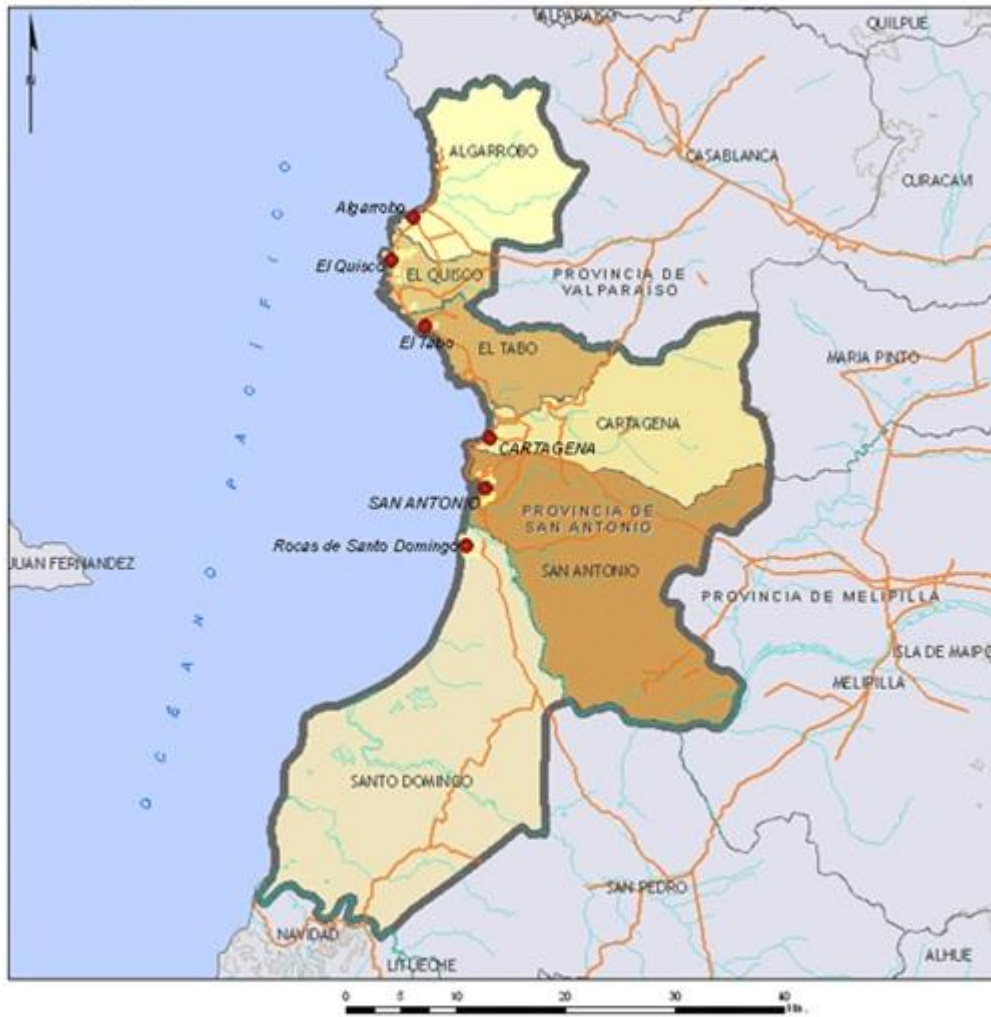 VALPARAISO
QUILPUE
ALGARROBO
CASABLANCA
CURACAVI
Algarrobo
El Quisco
EL QUISCO
PROVINCIA DE
VALPARAÍSO
El Tabo
EL TABO
MARIA PINTO
CARTAGENA
CARTAGENA
SAN ANTONIO
PROVINCIA DE
SAN ANTONIO
Rocas de Santo Domingo
JUAN FERNANDEZ
SAN ANTONIO
PROVINCIA DE MELIPILLA
ISLA DE MAIPO
MELIPILLA
OCEANO PACIFICO
SANTO DOMINGO
SAN PEDRO
NAVIDAD
LITUECHE
ALHUE
0 5 10 20 30 40